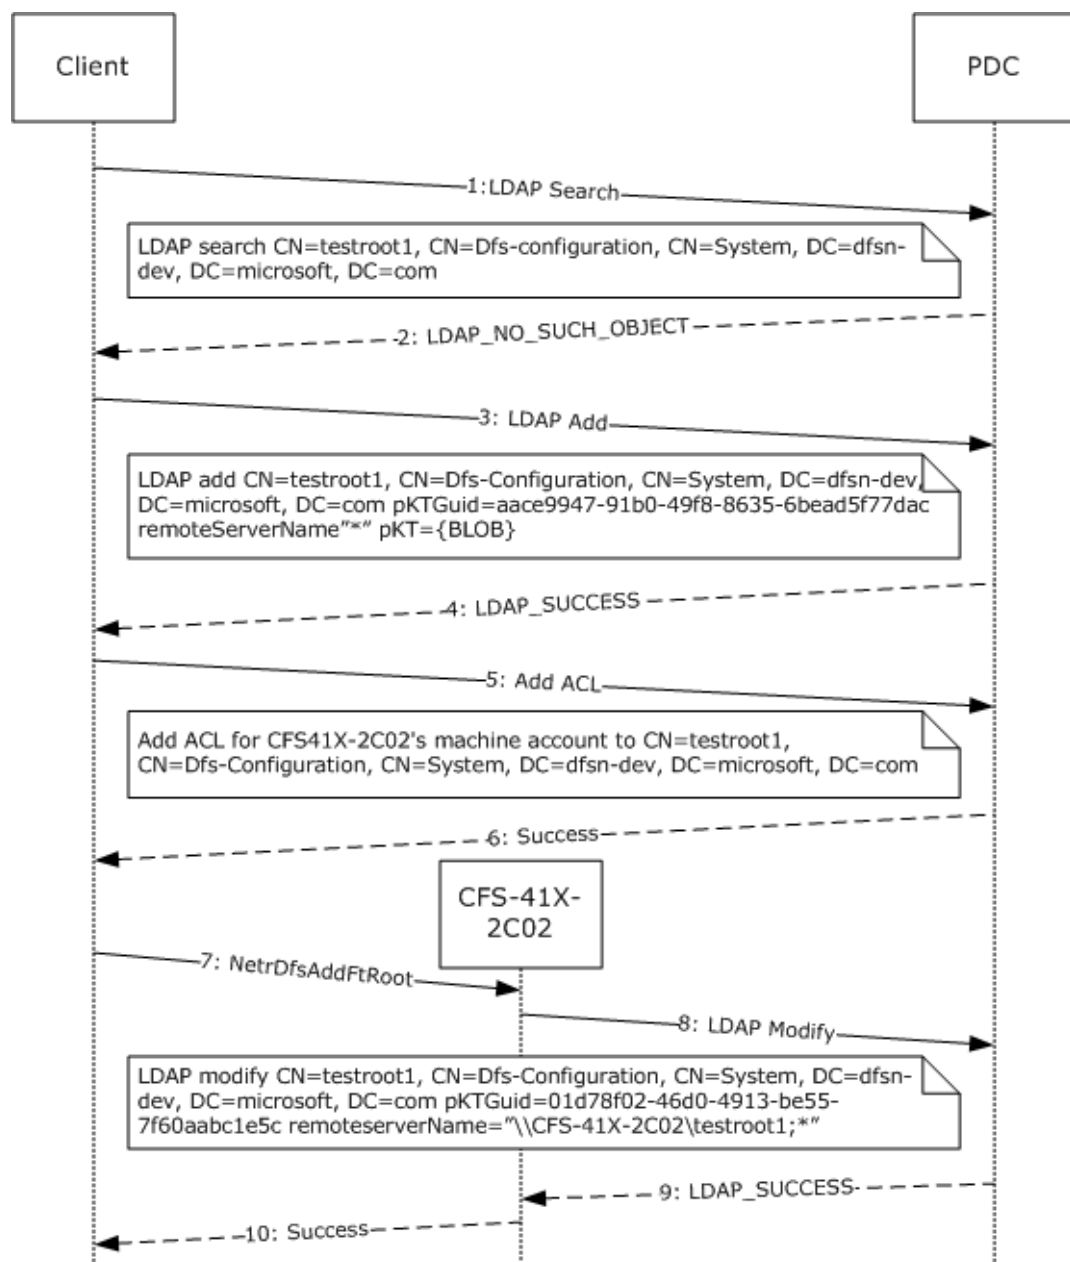 Client
PDC
1:LDAP Search
LDAP search CN=testroot1, CN=Dfs-configuration, CN=System, DC=dfsn-
dev, DC=microsoft, DC=com
2: LDAP_NO_SUCH_OBJECT
3: LDAP Add
LDAP add CN=testroot1, CN=Dfs-Configuration, CN=System, DC=dfsn-dev,
DC=microsoft, DC=com pKTGuid=aace9947-91b0-49f8-8635-6bead5f77dac
remoteServerName”*” pKT={BLOB}
4: LDAP_SUCCESS
5: Add ACL
Add ACL for CFS41X-2C02's machine account to CN=testroot1,
CN=Dfs-Configuration, CN=System, DC=dfsn-dev, DC=microsoft, DC=com
6: Success
CFS-41X-
2C02
7: NetrDfsAddFtRoot
8: LDAP Modify
LDAP modify CN=testroot1, CN=Dfs-Configuration, CN=System, DC=dfsn-
dev, DC=microsoft, DC=com pKTGuid=01d78f02-46d0-4913-be55-
7f60aabc1e5c remoteserverName=”\\CFS-41X-2C02\testroot1;*”
9: LDAP_SUCCESS
10: Success